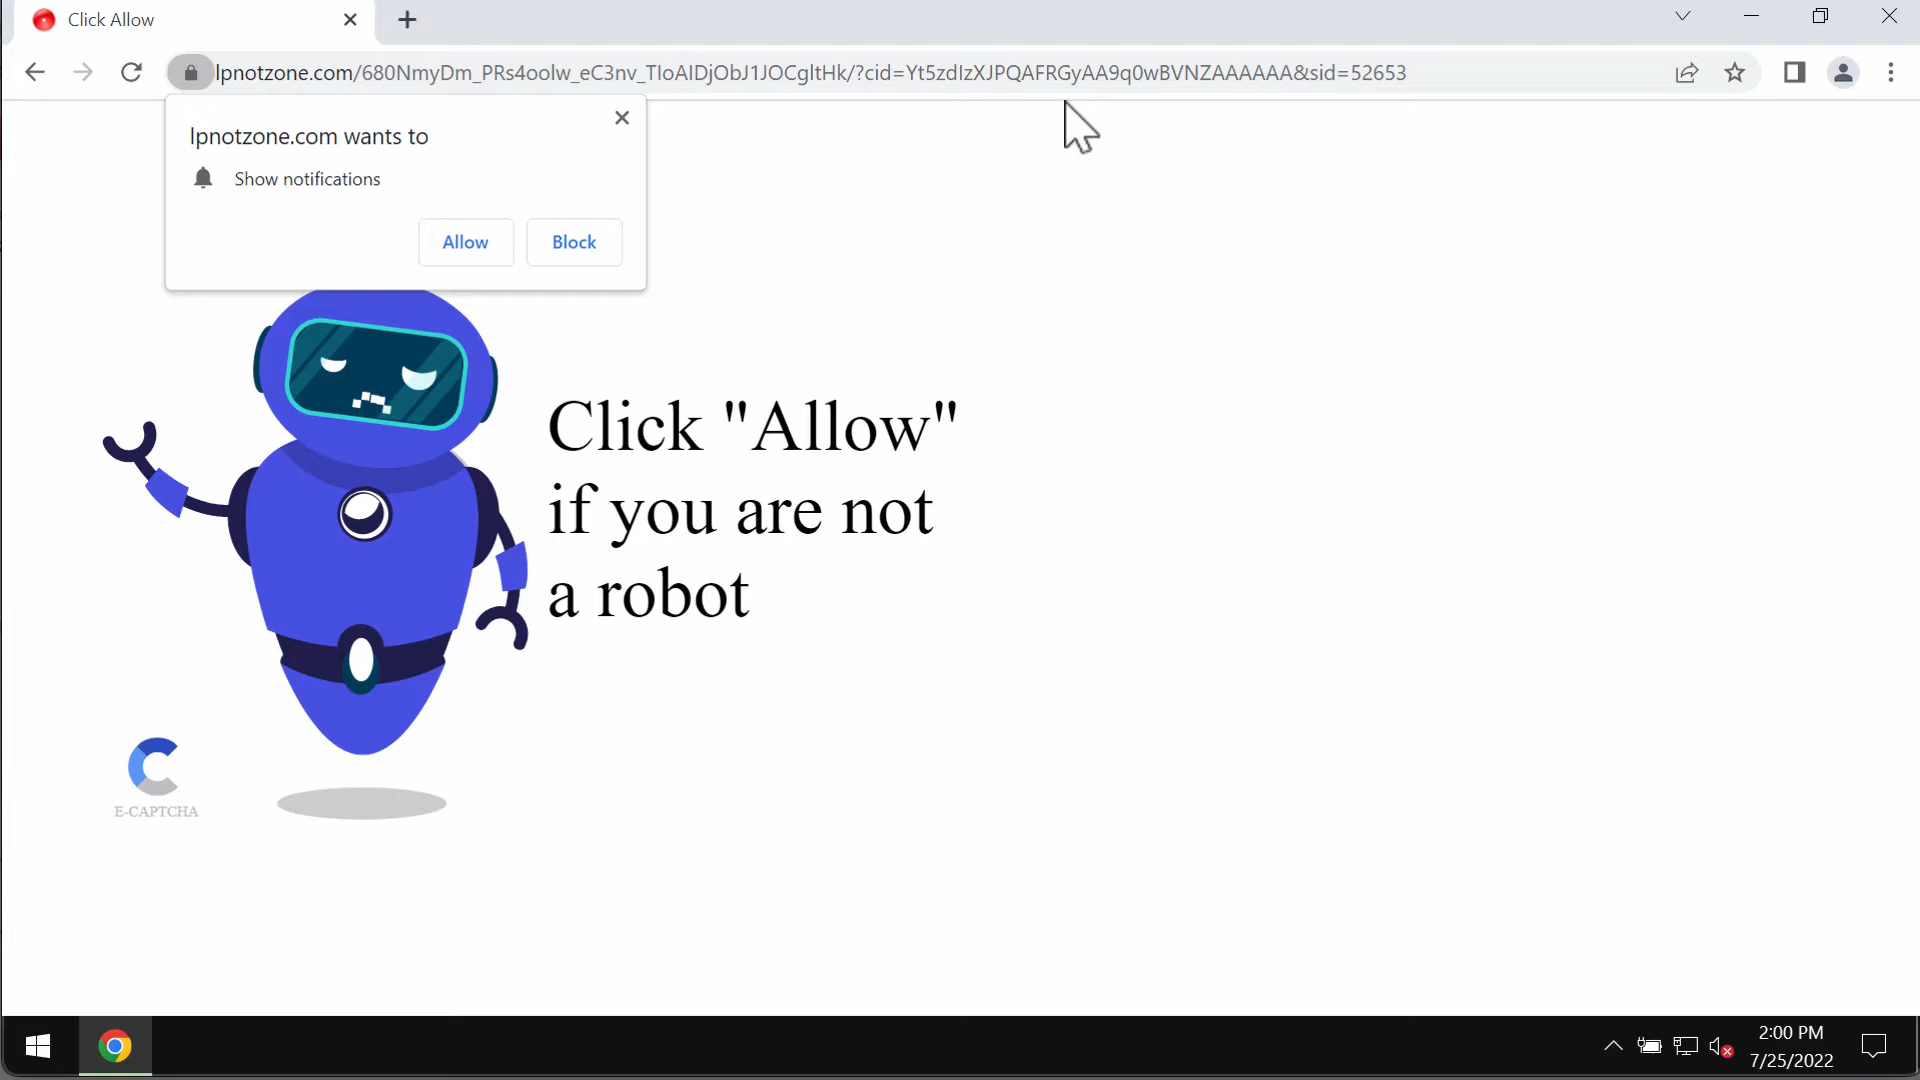 Click Allow
lpnotzone.com/680NmyDm_PRs4oolw_eC3nv_TIoAIDjObJ1JOCgltHk/?cid=Yt5zdIzXJPQAFRGyAA9q0wBVNZAAAAAA&sid=52653
lpnotzone.com wants to
Show notifications
Allow Block
Click "Allow"
if you are not
a robot
E-CAPTCHA
2:00 PM
7/25/2022